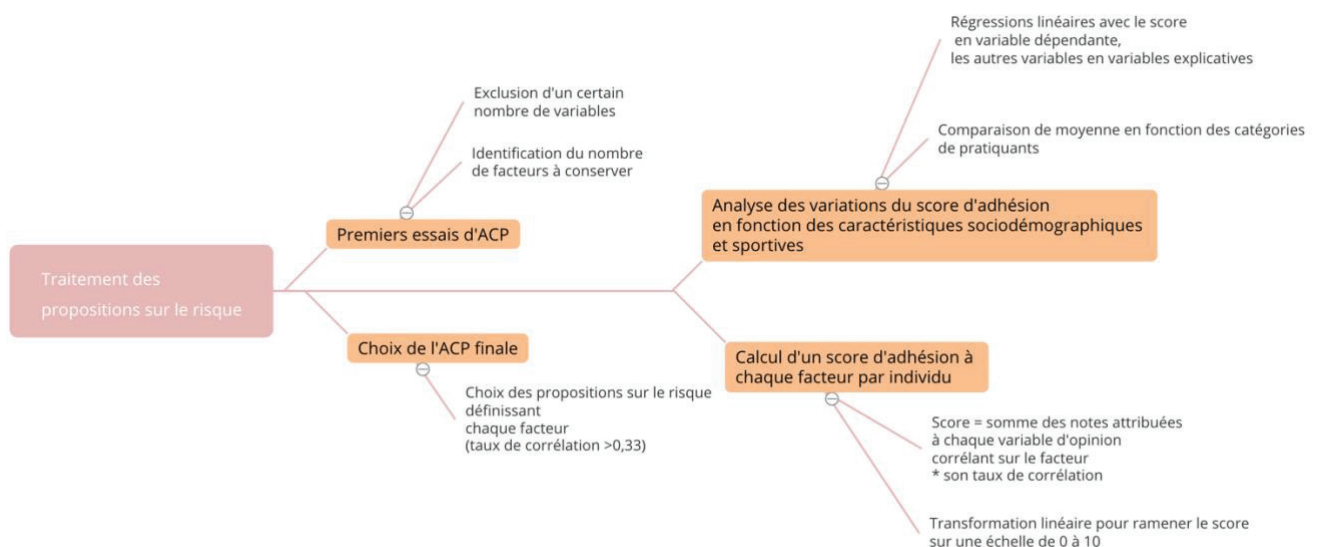 Régressions linéaires avec le score
en variable dépendante,
les autres variables en variables explicatives
Exclusion d'un certain
nombre de variables
Comparaison de moyenne en fonction des catégories
de pratiquants
Identification du nombre
de facteurs à conserver
Premiers essais d'ACP
Analyse des variations du score d'adhésion
en fonction des caractéristiques sociodémographiques
et sportives
Traitement des
propositions sur le risque
Choix de l'ACP finale
Calcul d'un score d'adhésion à
chaque facteur par individu
Choix des propositions sur le risque
définissant
chaque facteur
(taux de corrélation >0,33)
Score = somme des notes attribuées
à chaque variable d'opinion
corrélant sur le facteur
* son taux de corrélation
Transformation linéaire pour ramener le score
sur une échelle de 0 à 10